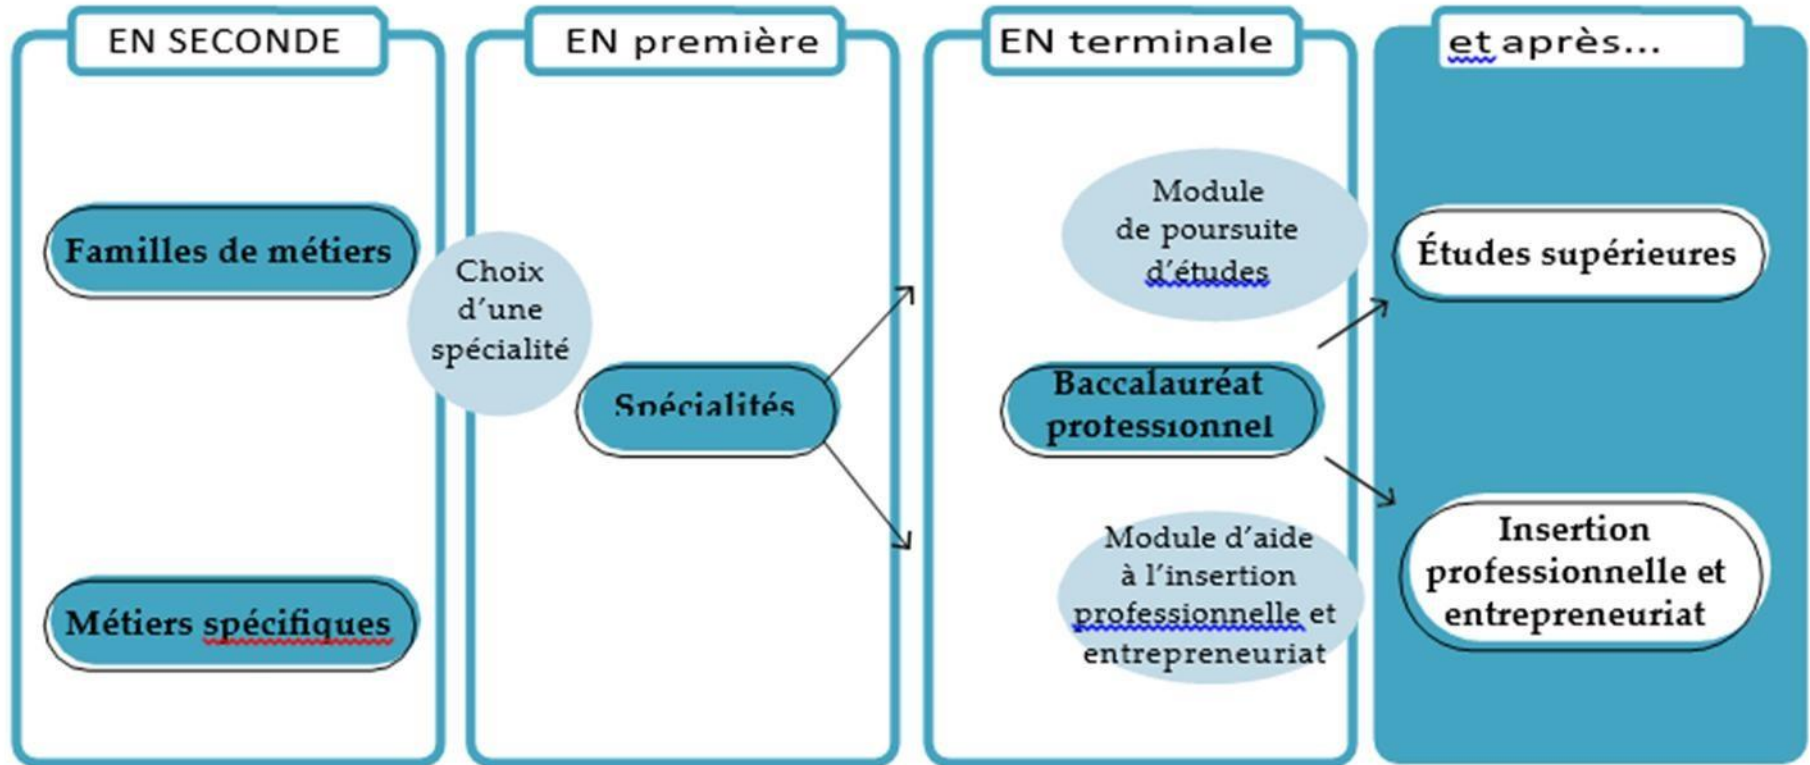 EN SECONDE
Familles de métiers
Métiers spécifiques
Choix
d’une
spécialité
EN première
Spécialités
EN terminale
Module
de poursuite
d’études
Baccalauréat
professionnel
Module d’aide
à l’insertion
professionnelle et
entrepreneuriat
et après...
Études supérieures
Insertion
professionnelle et
entrepreneuriat